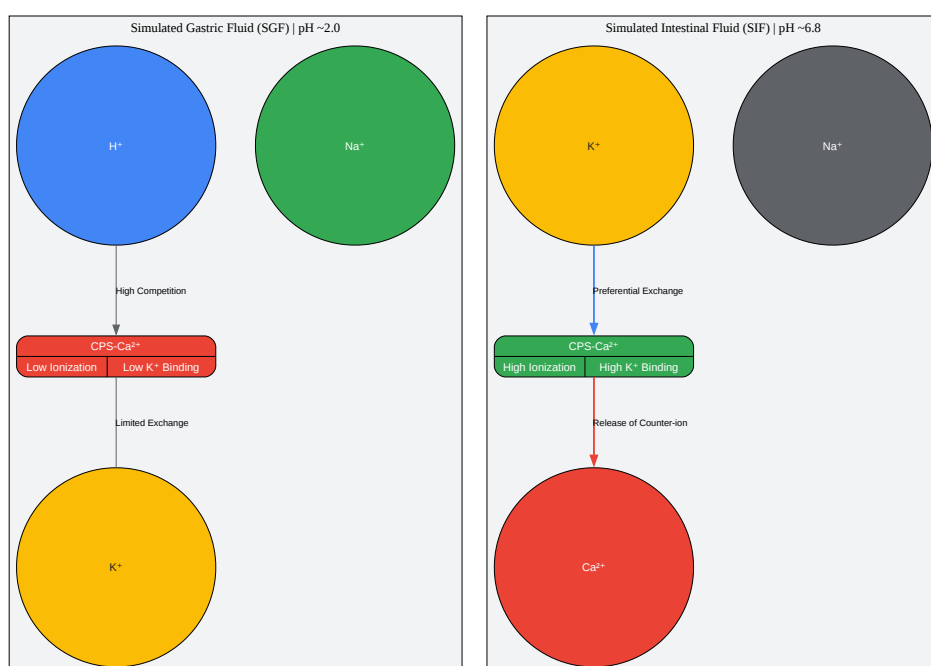 Simulated Gastric Fluid (SGF) | pH ~2.0
H⁺
Na⁺
High Competition
CPS-Ca²⁺
Low Ionization
Low K⁺ Binding
Limited Exchange
K⁺
Simulated Intestinal Fluid (SIF) | pH ~6.8
K⁺
Na⁺
Preferential Exchange
CPS-Ca²⁺
High Ionization
High K⁺ Binding
Release of Counter-ion
Ca²⁺